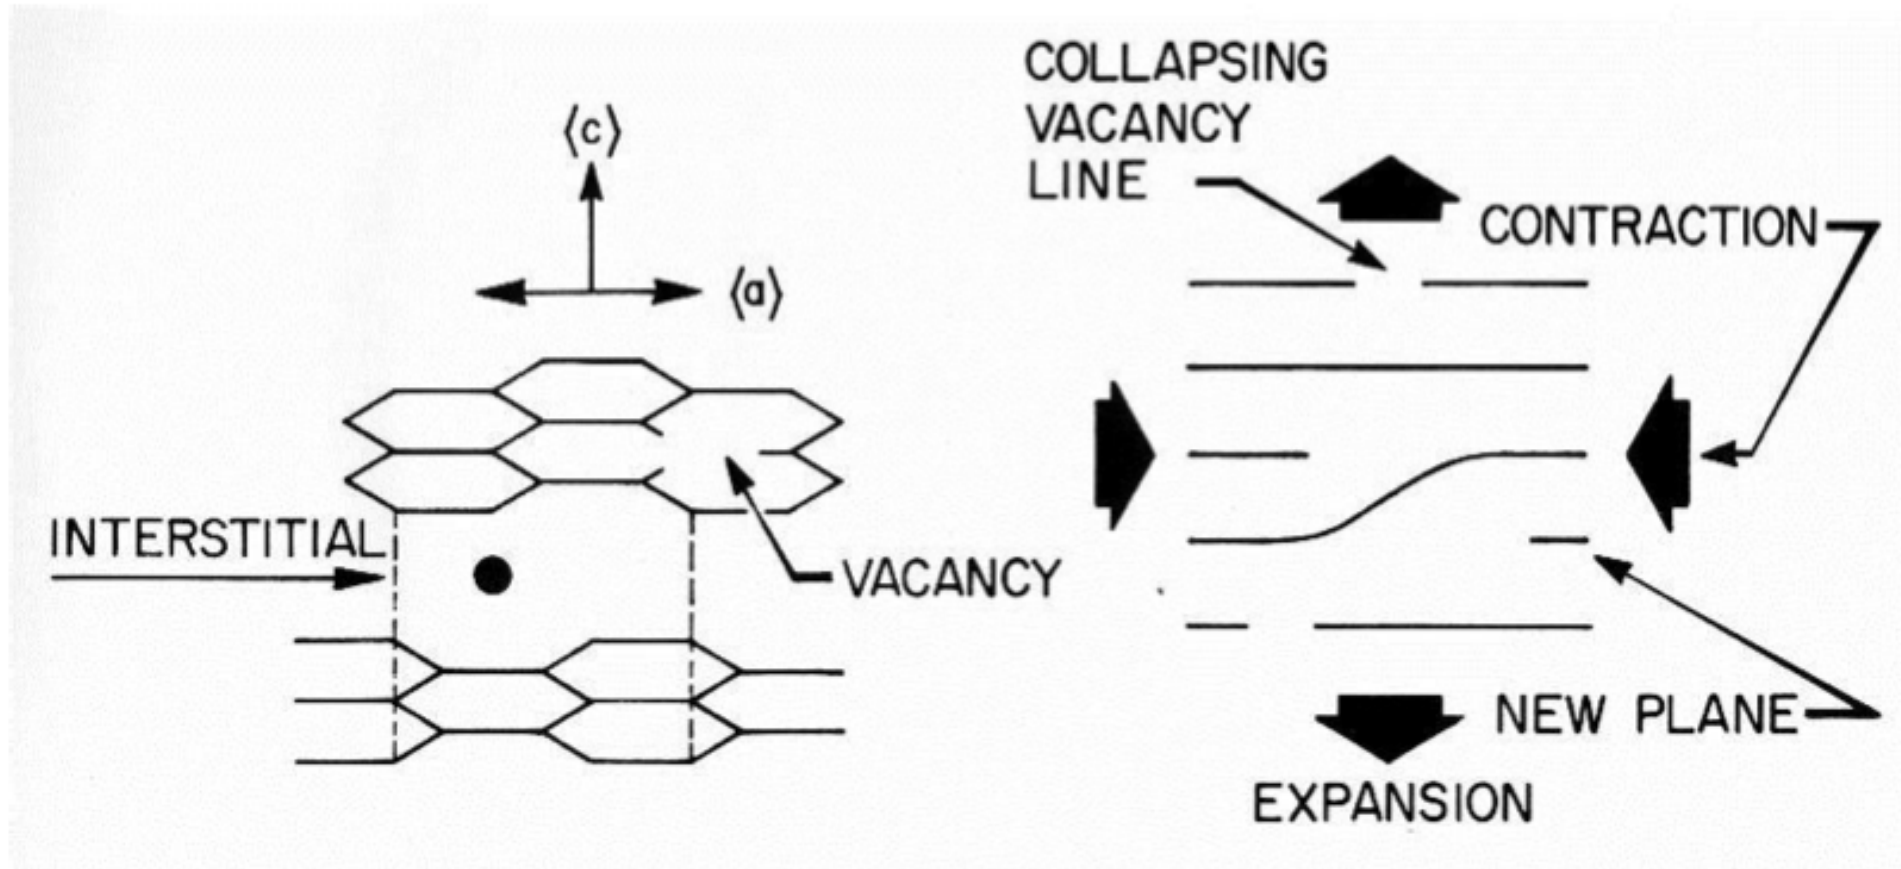 ⟨c⟩
⟨a⟩
INTERSTITIAL
VACANCY
COLLAPSING
VACANCY
LINE
CONTRACTION
NEW PLANE
EXPANSION